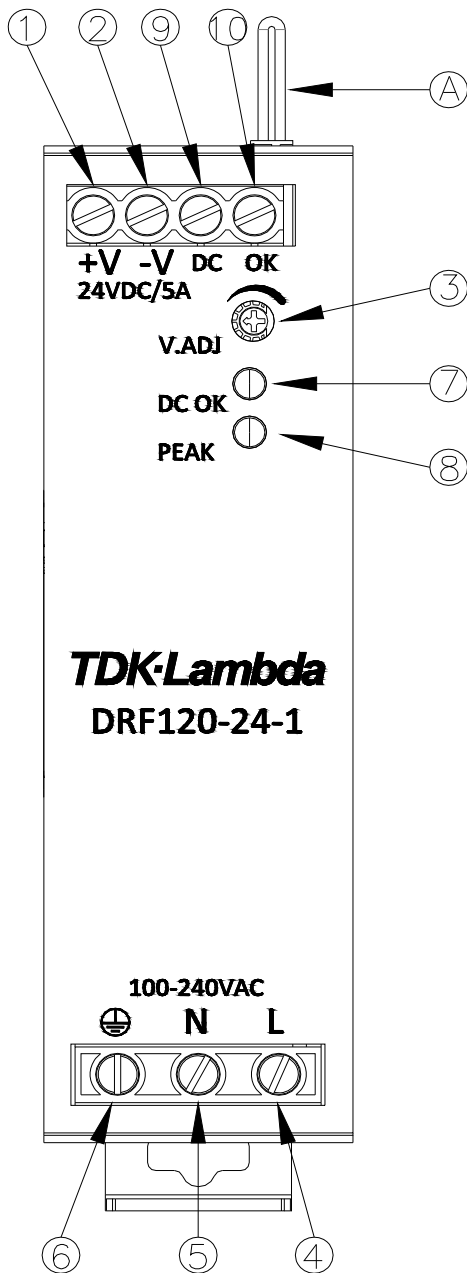 ① ② ⑨ ⑩
Ⓐ
+V -V DC OK
24VDC/5A
③
V.ADJ
⑦
DC OK
PEAK
⑧
TDK·Lambda
DRF120-24-1
100-240VAC
N L
⑥ ⑤ ④